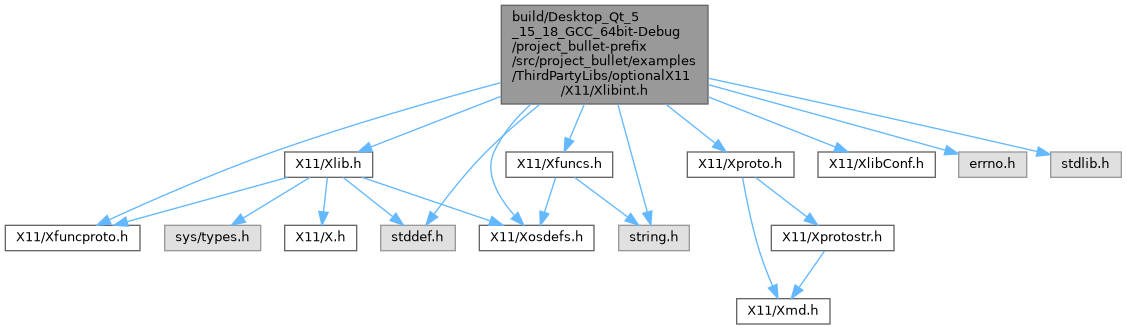 build/Desktop_Qt_5
_15_18_GCC_64bit-Debug
/project_bullet-prefix
/src/project_bullet/examples
/ThirdPartyLibs/optionalX11
/X11/Xlibint.h
X11/Xlib.h
X11/Xfuncs.h
X11/Xproto.h
X11/XlibConf.h
errno.h
stdlib.h
X11/Xfuncproto.h
sys/types.h
X11/X.h
stddef.h
X11/Xosdefs.h
string.h
X11/Xprotostr.h
X11/Xmd.h